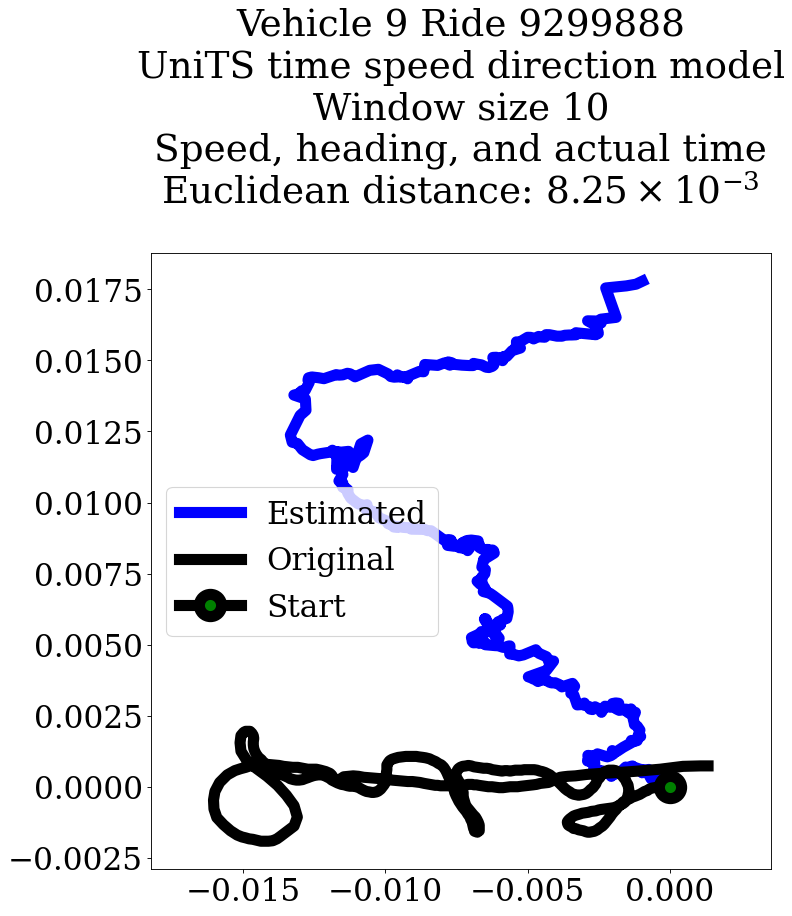 Vehicle 9 Ride 9299888
UniTS time speed direction model
Window size 10
Speed, heading, and actual time
Euclidean distance: 8.25 × 10⁻³
0.0175
0.0150
0.0125
0.0100
0.0075
0.0050
0.0025
0.0000
−0.0025
Estimated
Original
Start
−0.015 −0.010 −0.005 0.000